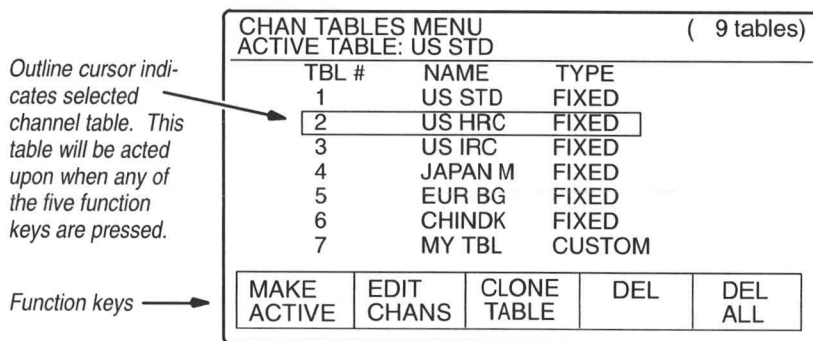 CHAN TABLES MENU ( 9 tables)
ACTIVE TABLE: US STD
Outline cursor indi-
cates selected
channel table. This
table will be acted
upon when any of
the five function
keys are pressed.
TBL # NAME TYPE
1 US STD FIXED
2 US HRC FIXED
3 US IRC FIXED
4 JAPAN M FIXED
5 EUR BG FIXED
6 CHINDK FIXED
7 MY TBL CUSTOM
Function keys
MAKE
ACTIVE
EDIT
CHANS
CLONE
TABLE
DEL
DEL
ALL